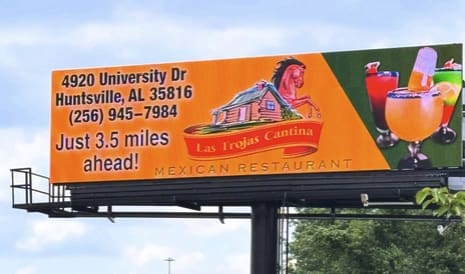 4920 University Dr
Huntsville, AL 35816
(256) 945-7984
Just 3.5 miles
ahead!
Las Trojas Cantina
MEXICAN RESTAURANT